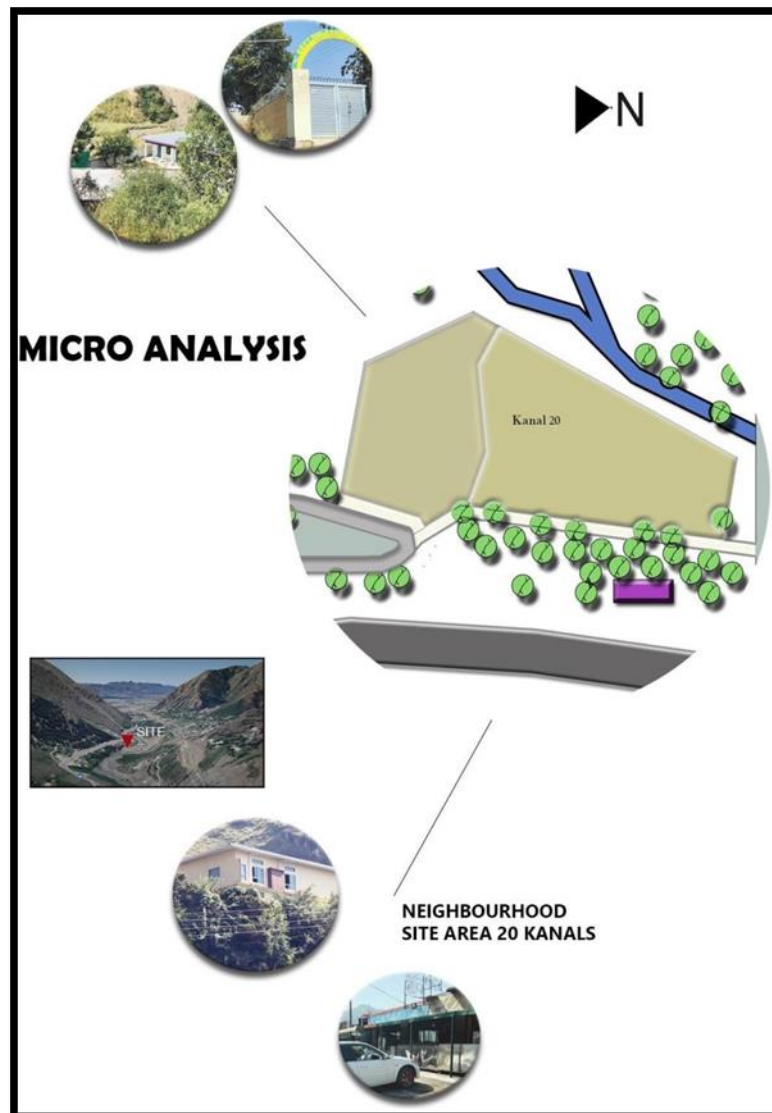 N
MICRO ANALYSIS
Kanal 20
SITE
NEIGHBOURHOOD
SITE AREA 20 KANALS